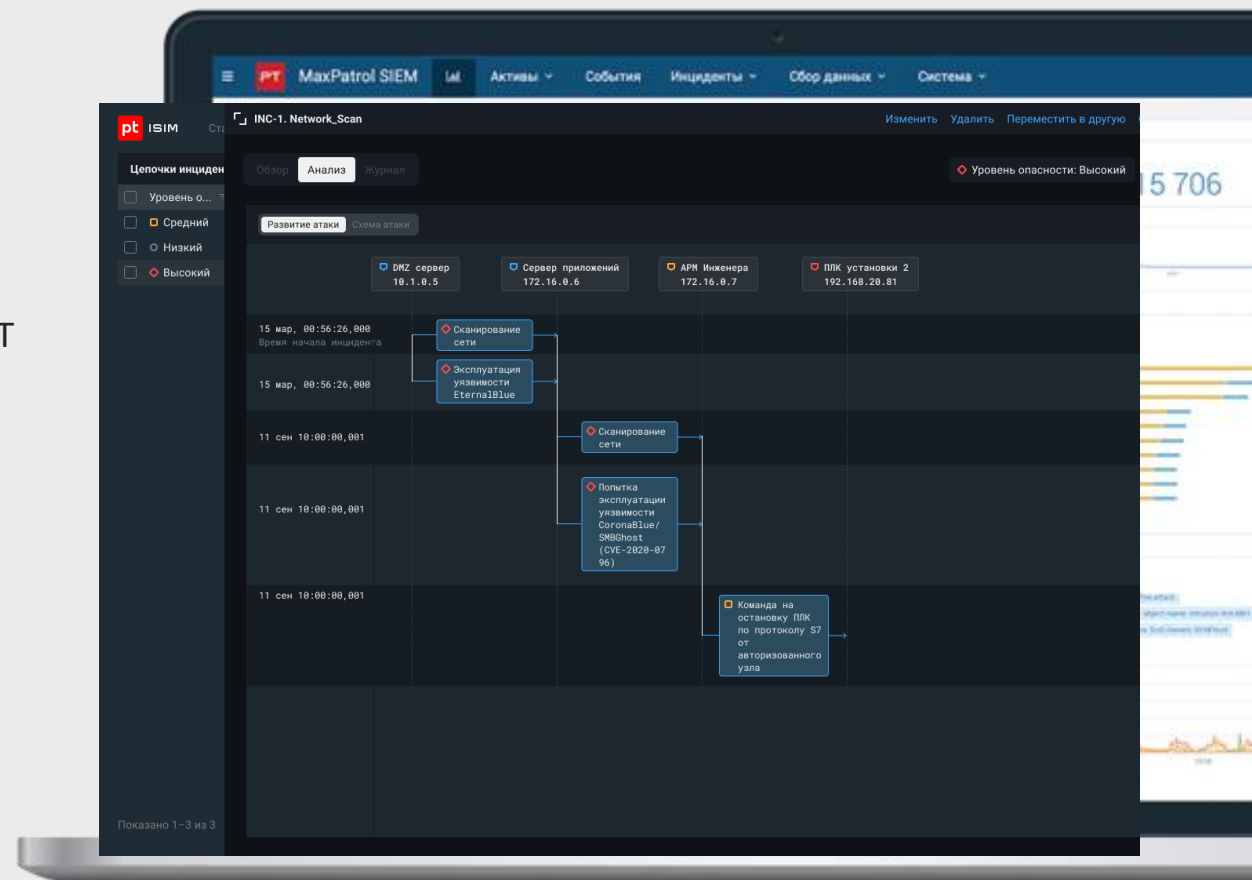 PT MaxPatrol SIEM Активы События Инциденты Сбор данных Система
pt ISIM
INC-1. Network_Scan
Изменить Удалить Переместить в другую
Цепочки инциден
Обзор Анализ Журнал
Уровень опасности: Высокий
15 706
Уровень о...
Средний
Низкий
Высокий
Развитие атаки Схема атаки
DMZ сервер
10.1.0.5
Сервер приложений
172.16.0.6
АРМ Инженера
172.16.0.7
ПЛК установки 2
192.168.20.81
Т
15 мар, 00:56:26,000
Время начала инцидента
Сканирование
сети
15 мар, 00:56:26,000
Эксплуатация
уязвимости
EternalBlue
11 сен 10:00:00,001
Сканирование
сети
11 сен 10:00:00,001
Попытка
эксплуатации
уязвимости
CoronaBlue/
SMBGhost
(CVE-2020-07
96)
11 сен 10:00:00,001
Команда на
остановку ПЛК
по протоколу S7
от
авторизованного
узла
Показано 1–3 из 3